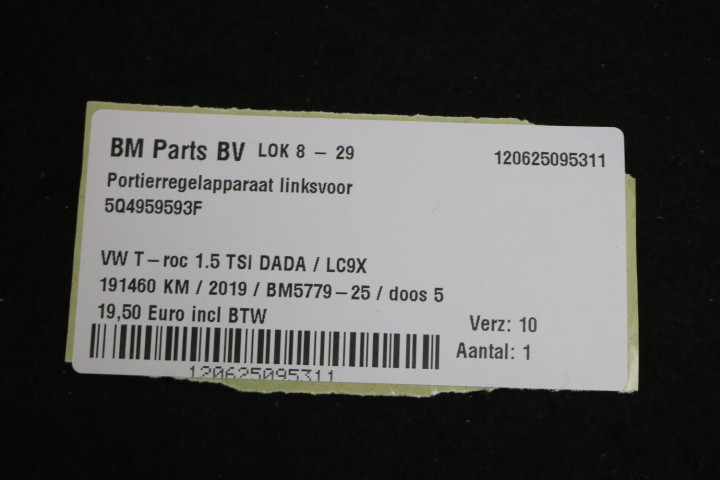 BM Parts BV LOK 8 - 29 120625095311
Portierregelapparaat linksvoor
5Q4959593F
VW T-roc 1.5 TSI DADA / LC9X
191460 KM / 2019 / BM5779-25 / doos 5
19,50 Euro incl BTW
Verz: 10
Aantal: 1
120625095311